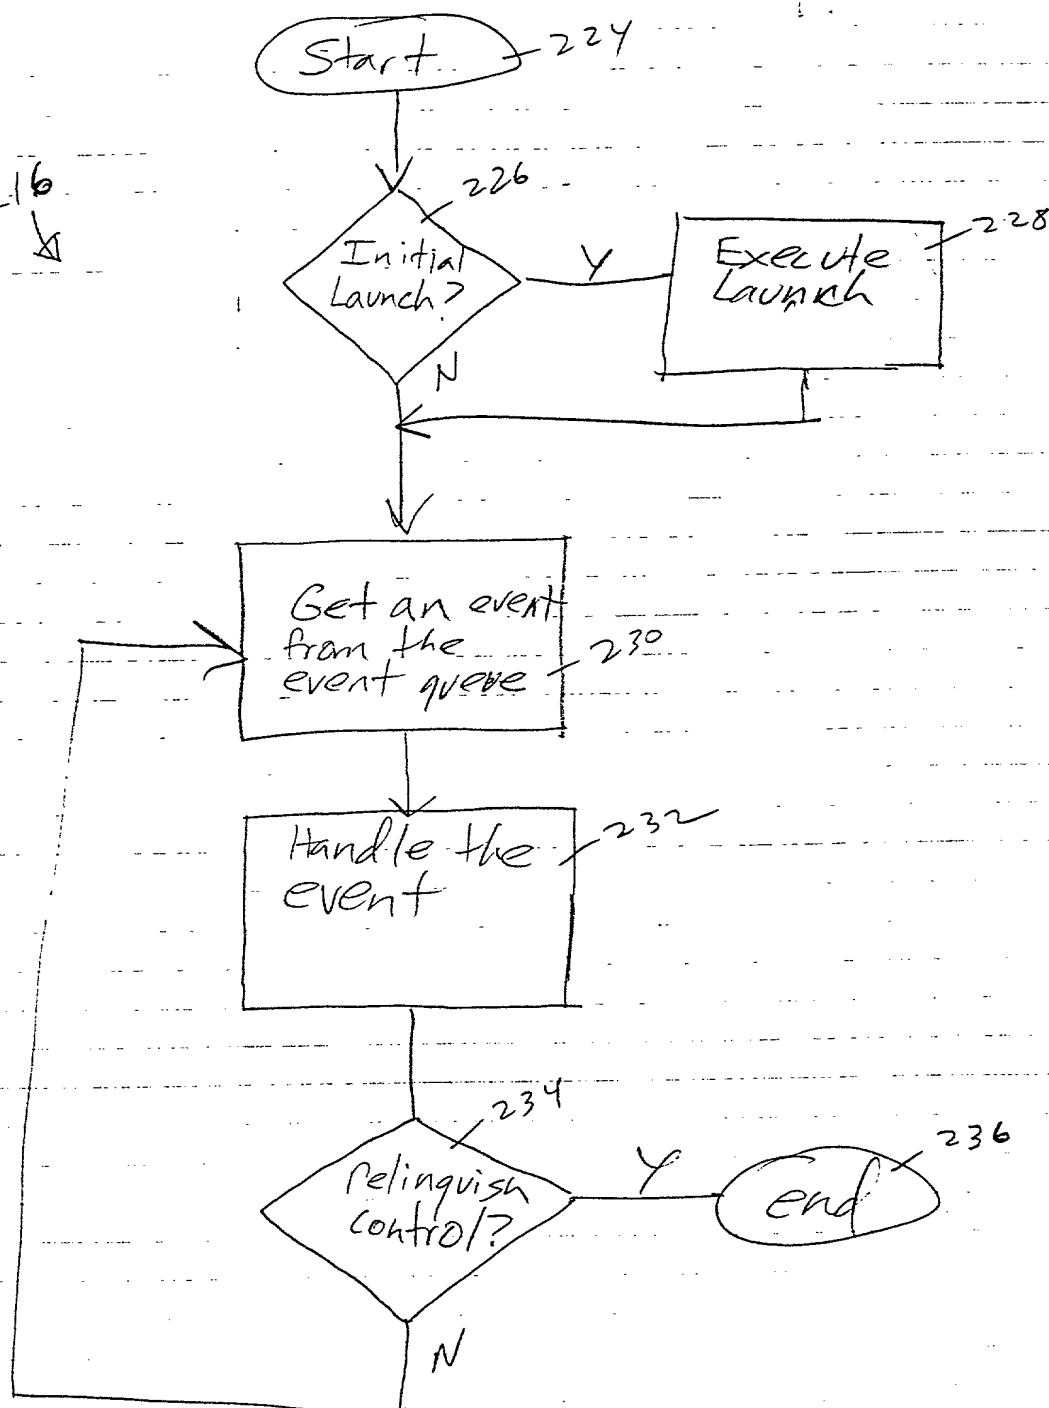 Start
224
16
226
Initial
Launch?
Y
Execute
Launch
228
N
Get an event
from the
event queue
230
Handle the
event
232
234
relinquish
control?
Y
end
236
N